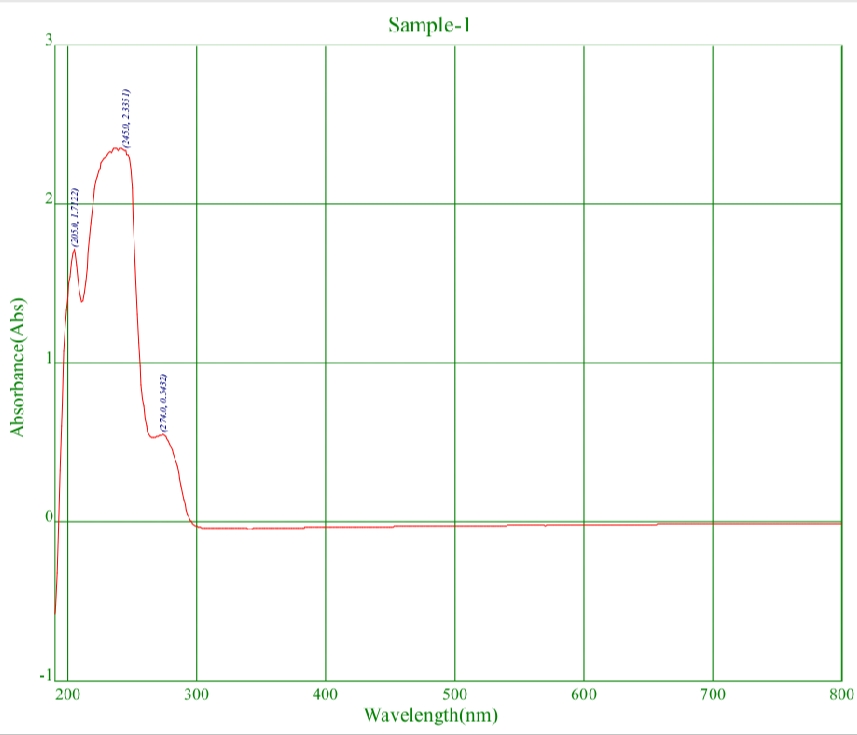 Sample-1
3
2
1
0
-1
Absorbance(Abs)
(205.0, 1.7122)
(245.0, 2.3351)
(274.0, 0.5432)
200 300 400 500 600 700 800
Wavelength(nm)